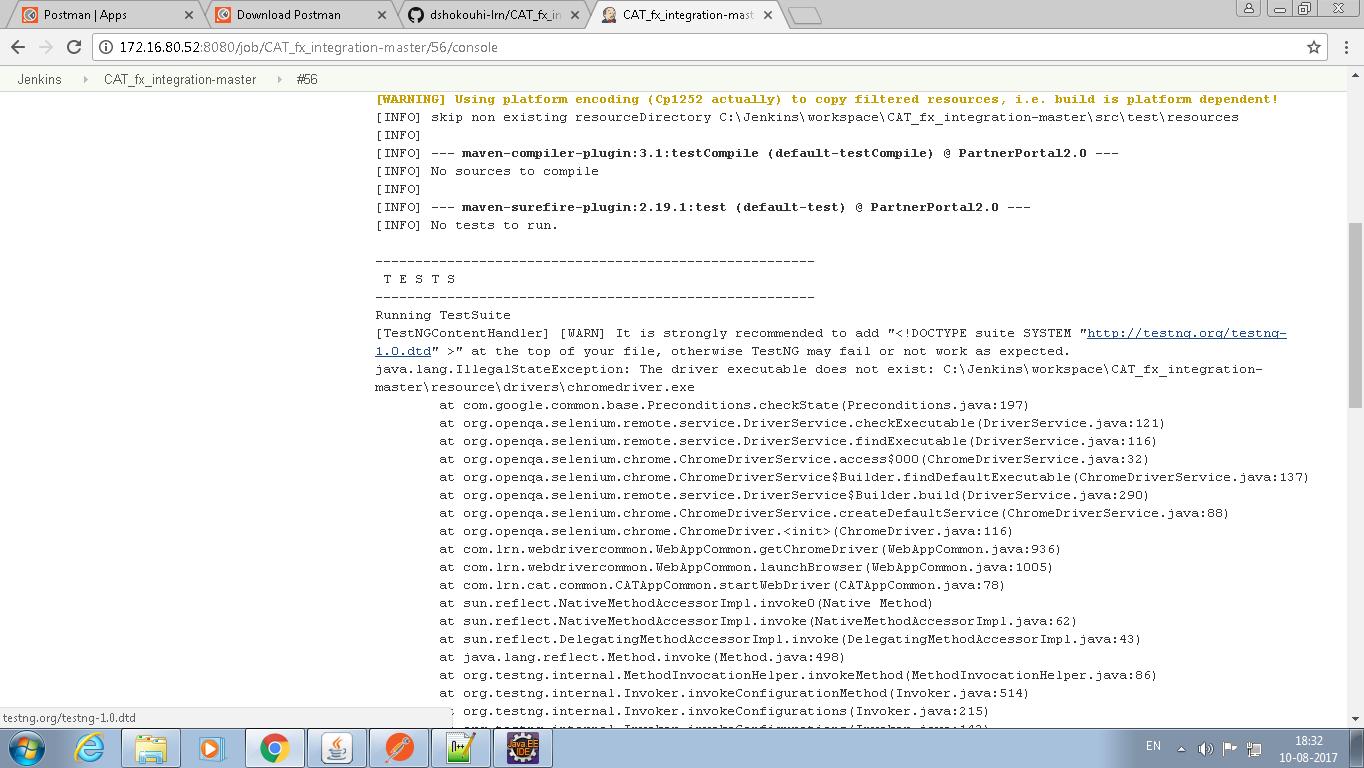 Postman | Apps
Download Postman
dshokouhi-lrn/CAT_fx_in
CAT_fx_integration-mast
172.16.80.52:8080/job/CAT_fx_integration-master/56/console
Jenkins CAT_fx_integration-master #56
[WARNING] Using platform encoding (Cp1252 actually) to copy filtered resources, i.e. build is platform dependent!
[INFO] skip non existing resourceDirectory C:\Jenkins\workspace\CAT_fx_integration-master\src\test\resources
[INFO]
[INFO] --- maven-compiler-plugin:3.1:testCompile (default-testCompile) @ PartnerPortal2.0 ---
[INFO] No sources to compile
[INFO]
[INFO] --- maven-surefire-plugin:2.19.1:test (default-test) @ PartnerPortal2.0 ---
[INFO] No tests to run.
-------------------------------------------------------
T E S T S
-------------------------------------------------------
Running TestSuite
[TestNGContentHandler] [WARN] It is strongly recommended to add "<!DOCTYPE suite SYSTEM "http://testng.org/testng-
1.0.dtd" >" at the top of your file, otherwise TestNG may fail or not work as expected.
java.lang.IllegalStateException: The driver executable does not exist: C:\Jenkins\workspace\CAT_fx_integration-
master\resource\drivers\chromedriver.exe
at com.google.common.base.Preconditions.checkState(Preconditions.java:197)
at org.openqa.selenium.remote.service.DriverService.checkExecutable(DriverService.java:121)
at org.openqa.selenium.remote.service.DriverService.findExecutable(DriverService.java:116)
at org.openqa.selenium.chrome.ChromeDriverService.access$000(ChromeDriverService.java:32)
at org.openqa.selenium.chrome.ChromeDriverService$Builder.findDefaultExecutable(ChromeDriverService.java:137)
at org.openqa.selenium.remote.service.DriverService$Builder.build(DriverService.java:290)
at org.openqa.selenium.chrome.ChromeDriverService.createDefaultService(ChromeDriverService.java:88)
at org.openqa.selenium.chrome.ChromeDriver.<init>(ChromeDriver.java:116)
at com.lrn.webdrivercommon.WebAppCommon.getChromeDriver(WebAppCommon.java:936)
at com.lrn.webdrivercommon.WebAppCommon.launchBrowser(WebAppCommon.java:1005)
at com.lrn.cat.common.CATAppCommon.startWebDriver(CATAppCommon.java:78)
at sun.reflect.NativeMethodAccessorImpl.invoke0(Native Method)
at sun.reflect.NativeMethodAccessorImpl.invoke(NativeMethodAccessorImpl.java:62)
at sun.reflect.DelegatingMethodAccessorImpl.invoke(DelegatingMethodAccessorImpl.java:43)
at java.lang.reflect.Method.invoke(Method.java:498)
at org.testng.internal.MethodInvocationHelper.invokeMethod(MethodInvocationHelper.java:86)
at org.testng.internal.Invoker.invokeConfigurationMethod(Invoker.java:514)
org.testng.internal.Invoker.invokeConfigurations(Invoker.java:215)
testng.org/testng-1.0.dtd
Java EE
IDE
EN
18:32
10-08-2017